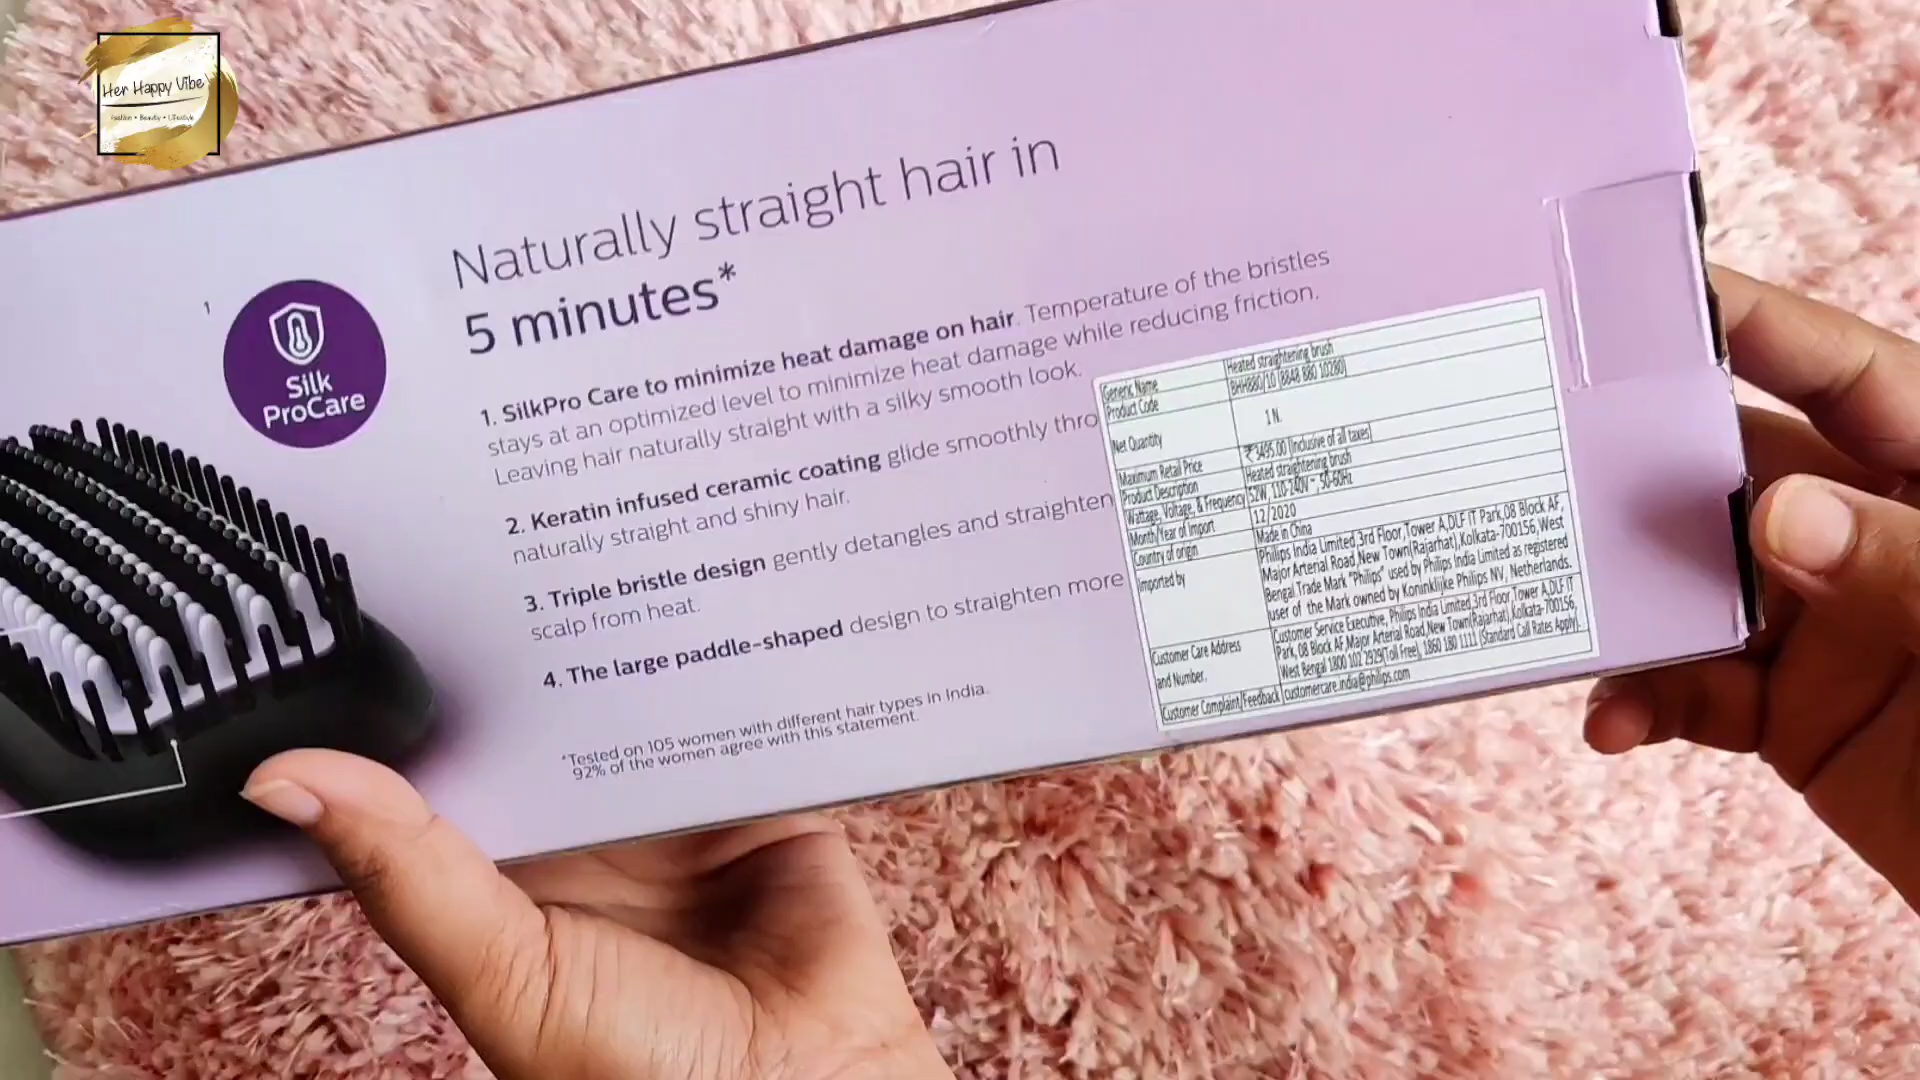 Her Happy Vibe
Fashion • Beauty • Lifestyle
1
Silk
ProCare
Naturally straight hair in
5 minutes*
1. SilkPro Care to minimize heat damage on hair. Temperature of the bristles
stays at an optimized level to minimize heat damage while reducing friction.
Leaving hair naturally straight with a silky smooth look.
2. Keratin infused ceramic coating glide smoothly thro
naturally straight and shiny hair.
3. Triple bristle design gently detangles and straighten
scalp from heat.
4. The large paddle-shaped design to straighten more
*Tested on 105 women with different hair types in India.
92% of the women agree with this statement.
Generic Name Heated straightening brush
Product Code BHH880/10 (8848 880 10280)
Net Quantity 1 N.
Maximum Retail Price ₹3495.00 (Inclusive of all taxes)
Product Description Heated straightening brush
Wattage, Voltage, & Frequency 52W, 110-240V~, 50-60Hz
Month/Year of Import 12/2020
Country of origin Made in China
Imported by Philips India Limited,3rd Floor,Tower A,DLF IT Park,08 Block AF,
Major Arterial Road,New Town(Rajarhat),Kolkata-700156,West
Bengal Trade Mark "Philips" used by Philips India Limited as registered
user of the Mark owned by Koninklijke Philips NV, Netherlands.
Customer Care Address and Number. Customer Service Executive, Philips India Limited,3rd Floor,Tower A,DLF IT
Park, 08 Block AF,Major Arterial Road,New Town(Rajarhat),Kolkata-700156,
West Bengal 1800 102 2929(Toll Free), 1860 180 1111 (Standard Call Rates Apply).
Customer Complaint/Feedback customercare.india@philips.com